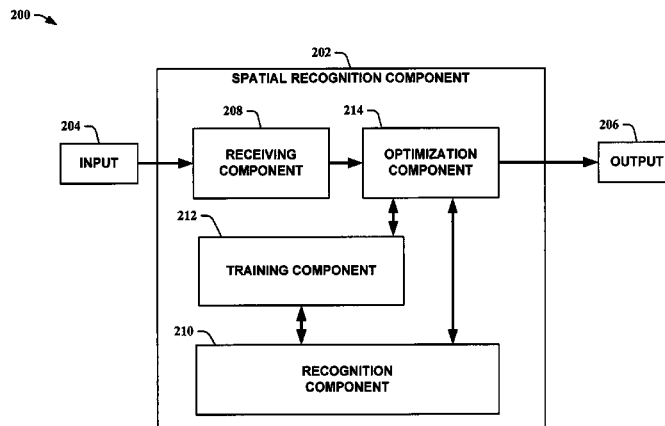 200
202
SPATIAL RECOGNITION COMPONENT
204
INPUT
208
RECEIVING
COMPONENT
214
OPTIMIZATION
COMPONENT
206
OUTPUT
212
TRAINING COMPONENT
210
RECOGNITION
COMPONENT